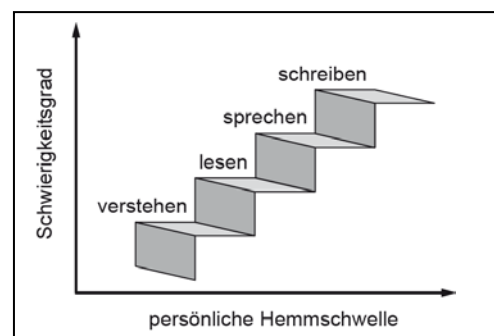 schreiben
sprechen
lesen
verstehen
Schwierigkeitsgrad
persönliche Hemmschwelle